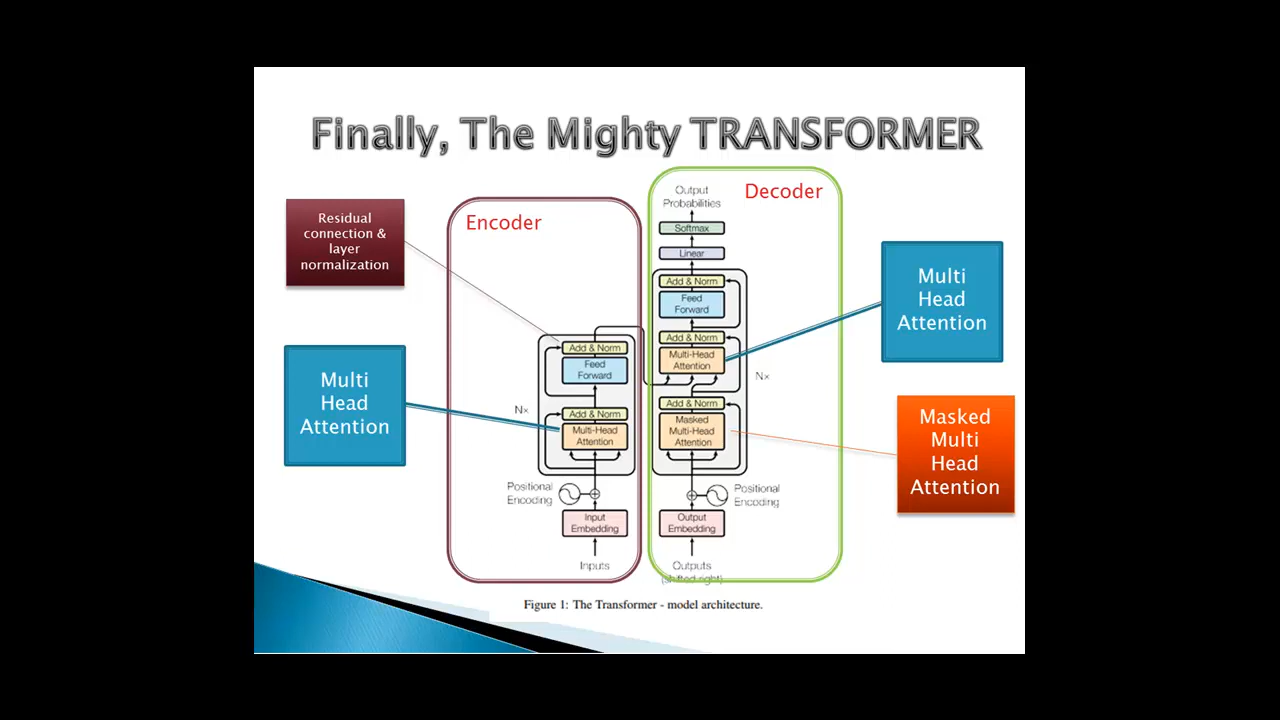 Finally, The Mighty TRANSFORMER
Residual
connection &
layer
normalization
Multi
Head
Attention
Encoder
Add & Norm
Feed
Forward
N×
Add & Norm
Multi-Head
Attention
Positional
Encoding
Input
Embedding
Inputs
Decoder
Output
Probabilities
Softmax
Linear
Add & Norm
Feed
Forward
Add & Norm
Multi-Head
Attention
N×
Add & Norm
Masked
Multi-Head
Attention
Positional
Encoding
Output
Embedding
Outputs
(shifted right)
Multi
Head
Attention
Masked
Multi
Head
Attention
Figure 1: The Transformer - model architecture.